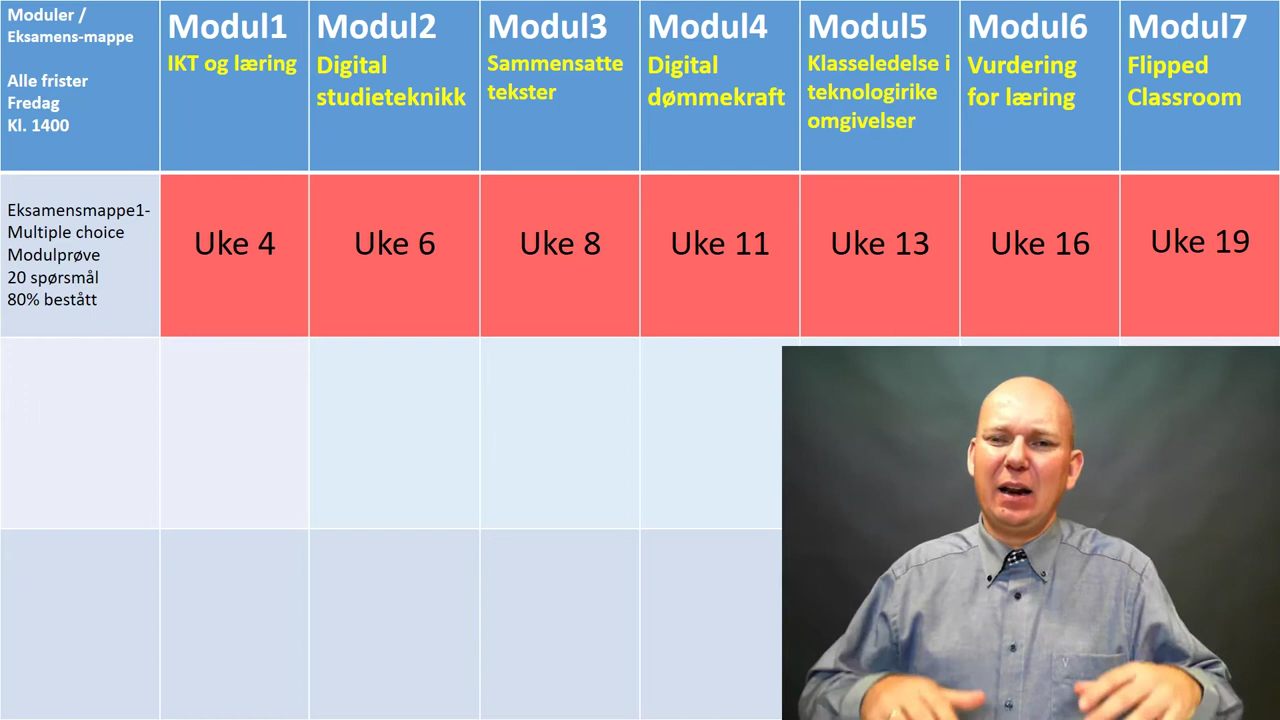 Moduler /
Eksamens-mappe
Alle frister
Fredag
Kl. 1400
Modul1
IKT og læring
Modul2
Digital
studieteknikk
Modul3
Sammensatte
tekster
Modul4
Digital
dømmekraft
Modul5
Klasseledelse i
teknologirike
omgivelser
Modul6
Vurdering
for læring
Modul7
Flipped
Classroom
Eksamensmappe1-
Multiple choice
Modulprøve
20 spørsmål
80% bestått
Uke 4
Uke 6
Uke 8
Uke 11
Uke 13
Uke 16
Uke 19